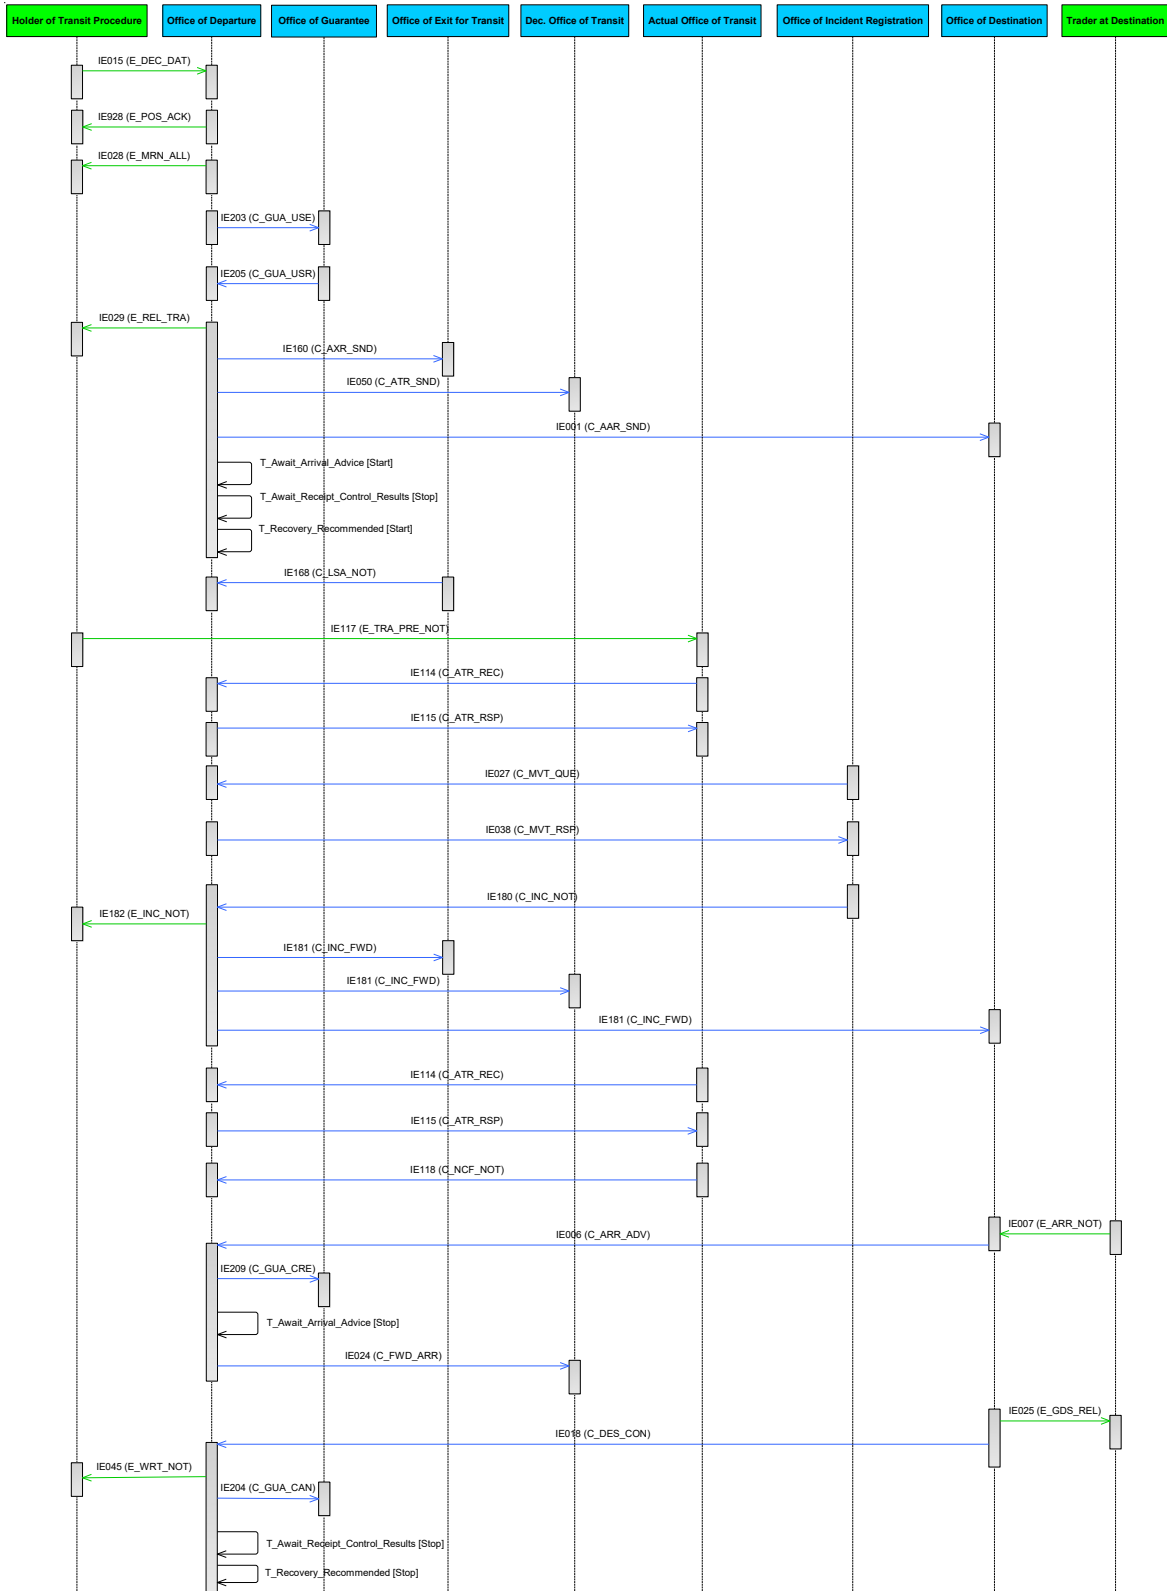 Holder of Transit Procedure
Office of Departure
Office of Guarantee
Office of Exit for Transit
Dec. Office of Transit
Actual Office of Transit
Office of Incident Registration
Office of Destination
Trader at Destination
IE015 (E_DEC_DAT)
IE928 (E_POS_ACK)
IE028 (E_MRN_ALL)
IE203 (C_GUA_USE)
IE205 (C_GUA_USR)
IE029 (E_REL_TRA)
IE160 (C_AXR_SND)
IE050 (C_ATR_SND)
IE001 (C_AAR_SND)
T_Await_Arrival_Advice [Start]
T_Await_Receipt_Control_Results [Stop]
T_Recovery_Recommended [Start]
IE168 (C_LSA_NOT)
IE117 (E_TRA_PRE_NOT)
IE114 (C_ATR_REC)
IE115 (C_ATR_RSP)
IE027 (C_MVT_QUE)
IE038 (C_MVT_RSP)
IE180 (C_INC_NOT)
IE182 (E_INC_NOT)
IE181 (C_INC_FWD)
IE181 (C_INC_FWD)
IE181 (C_INC_FWD)
IE114 (C_ATR_REC)
IE115 (C_ATR_RSP)
IE118 (C_NCF_NOT)
IE007 (E_ARR_NOT)
IE006 (C_ARR_ADV)
IE209 (C_GUA_CRE)
T_Await_Arrival_Advice [Stop]
IE024 (C_FWD_ARR)
IE025 (E_GDS_REL)
IE018 (C_DES_CON)
IE045 (E_WRT_NOT)
IE204 (C_GUA_CAN)
T_Await_Receipt_Control_Results [Stop]
T_Recovery_Recommended [Stop]